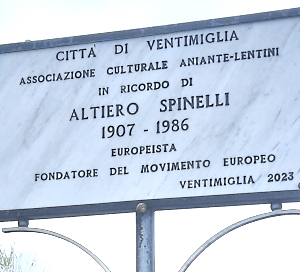 CITTA' DI VENTIMIGLIA
ASSOCIAZIONE CULTURALE ANIANTE-LENTINI
IN RICORDO DI
ALTIERO SPINELLI
1907 - 1986
EUROPEISTA
FONDATORE DEL MOVIMENTO EUROPEO
VENTIMIGLIA 2023